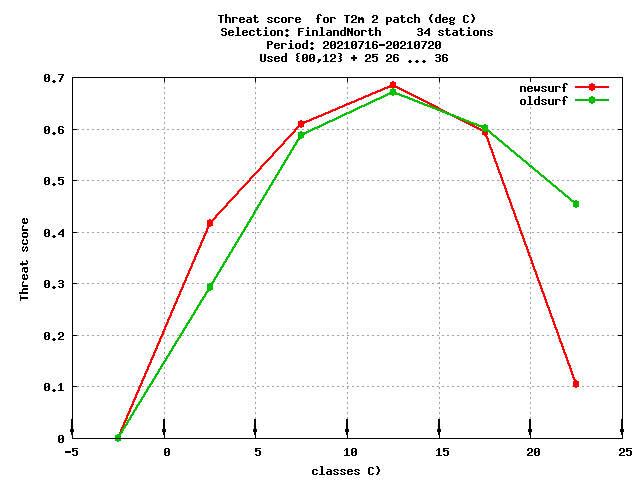 Threat score  for T2m 2 patch (deg C)
Selection: FinlandNorth     34 stations
Period: 20210716-20210720
Used {00,12} + 25 26 ... 36
newsurf
oldsurf
0.7
0.6
0.5
0.4
0.3
0.2
0.1
0
Threat score
-5 0 5 10 15 20 25
classes C)